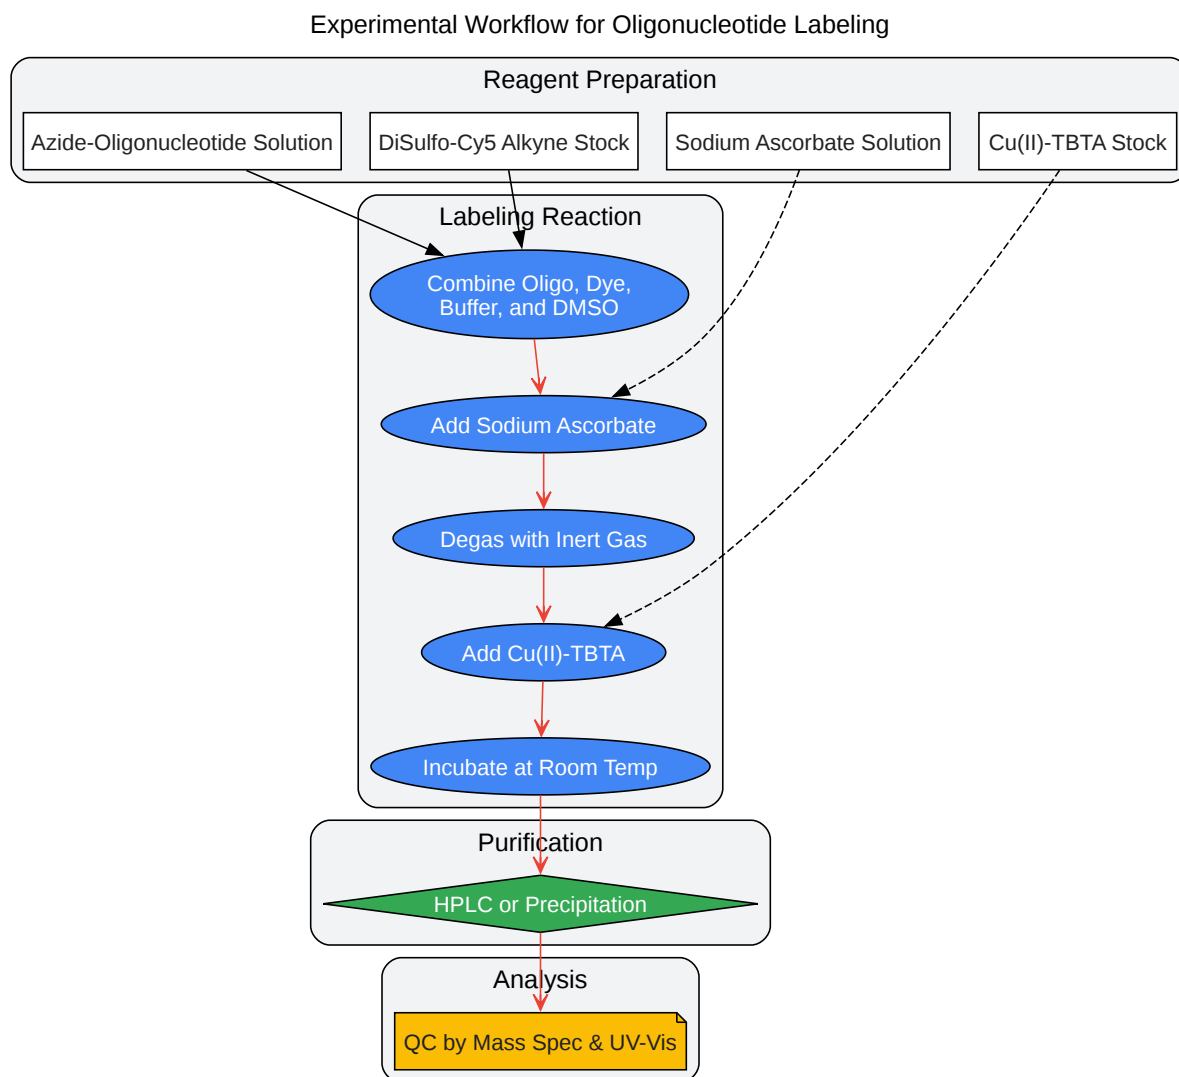 Experimental Workflow for Oligonucleotide Labeling
Reagent Preparation
Azide-Oligonucleotide Solution
DiSulfo-Cy5 Alkyne Stock
Sodium Ascorbate Solution
Cu(II)-TBTA Stock
Labeling Reaction
Combine Oligo, Dye,
Buffer, and DMSO
Add Sodium Ascorbate
Degas with Inert Gas
Add Cu(II)-TBTA
Incubate at Room Temp
Purification
HPLC or Precipitation
Analysis
QC by Mass Spec & UV-Vis